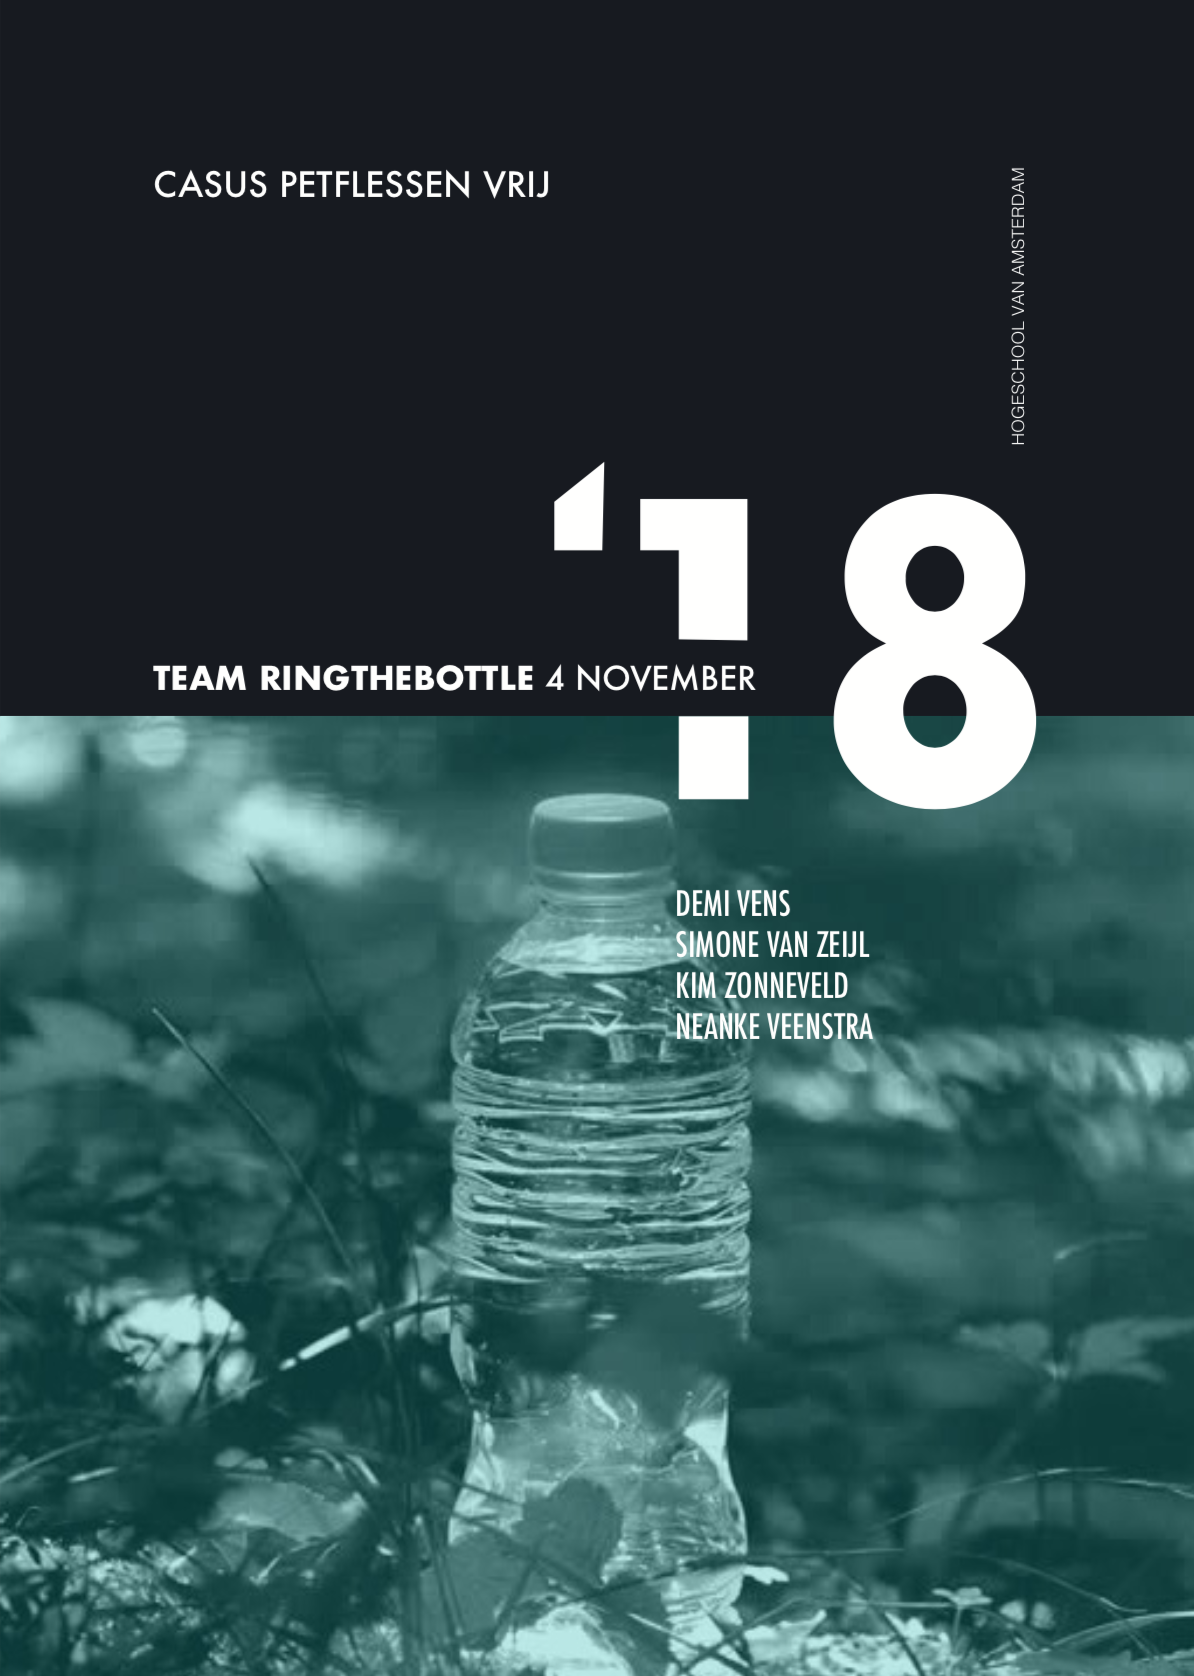 CASUS PETFLESSEN VRIJ
HOGESCHOOL VAN AMSTERDAM
‘18
TEAM RINGTHEBOTTLE 4 NOVEMBER
DEMI VENS
SIMONE VAN ZEIJL
KIM ZONNEVELD
NEANKE VEENSTRA